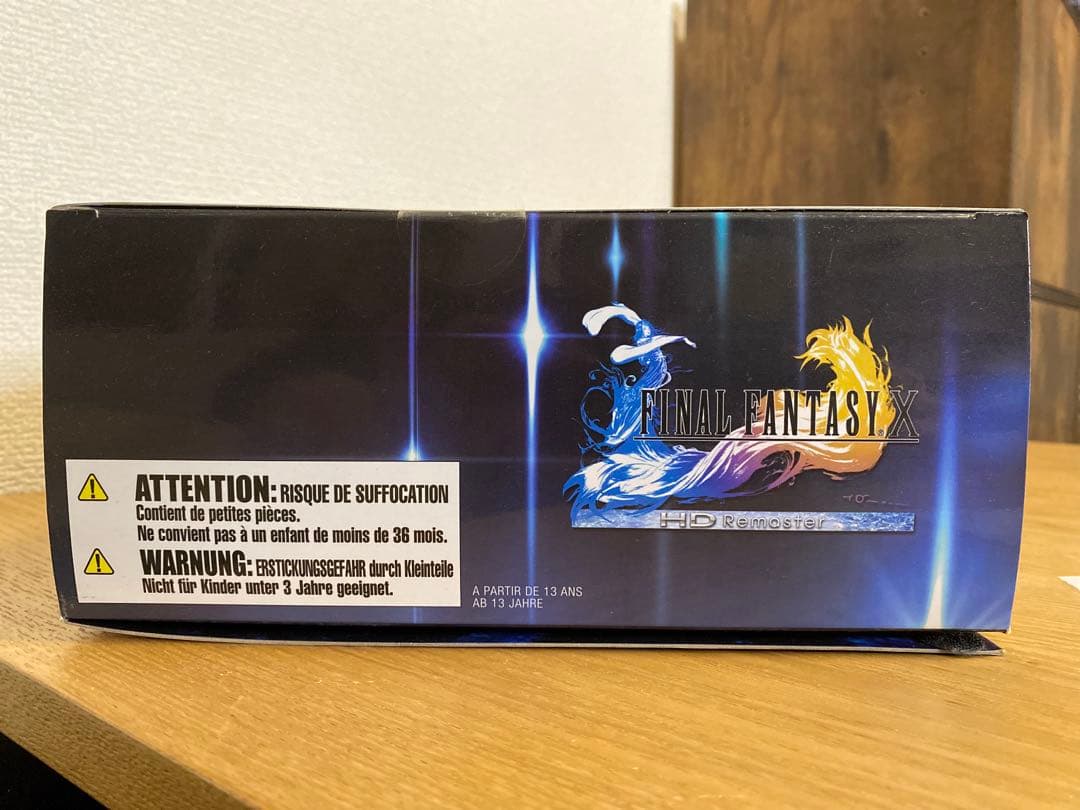 FINAL FANTASY® X
HD Remaster
ATTENTION: RISQUE DE SUFFOCATION
Contient de petites pièces.
Ne convient pas à un enfant de moins de 36 mois.
WARNUNG: ERSTICKUNGSGEFAHR durch Kleinteile
Nicht für Kinder unter 3 Jahre geeignet.
A PARTIR DE 13 ANS
AB 13 JAHRE